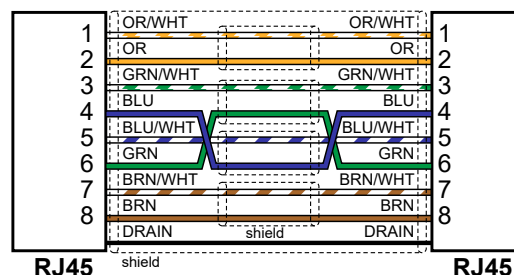 OR/WHT OR/WHT
1 1
OR OR
2 2
GRN/WHT GRN/WHT
3 3
BLU BLU
4 4
BLU/WHT BLU/WHT
5 5
GRN GRN
6 6
BRN/WHT BRN/WHT
7 7
BRN BRN
8 8
DRAIN shield DRAIN
RJ45 shield RJ45